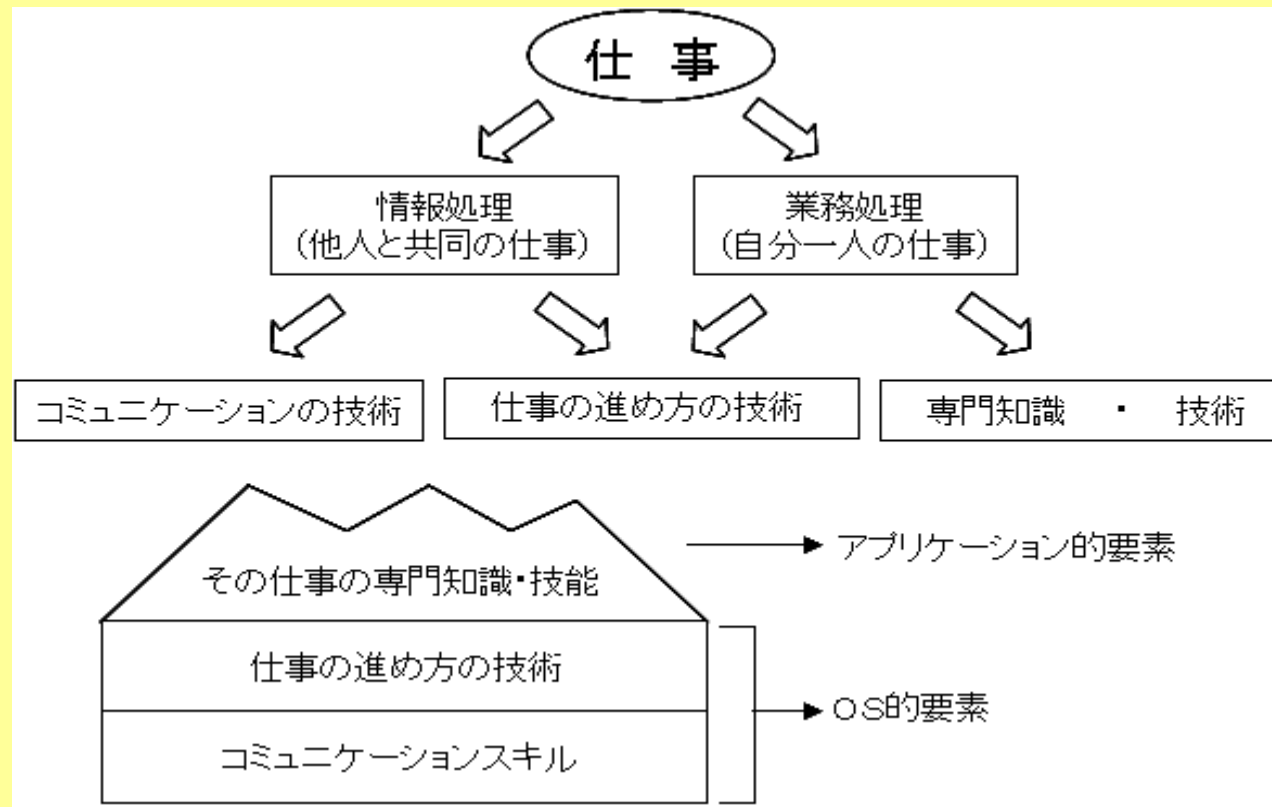 仕 事
情報処理
(他人と共同の仕事)
業務処理
(自分一人の仕事)
コミュニケーションの技術
仕事の進め方の技術
専門知識 ・ 技術
その仕事の専門知識・技能
アプリケーション的要素
仕事の進め方の技術
OS的要素
コミュニケーションスキル